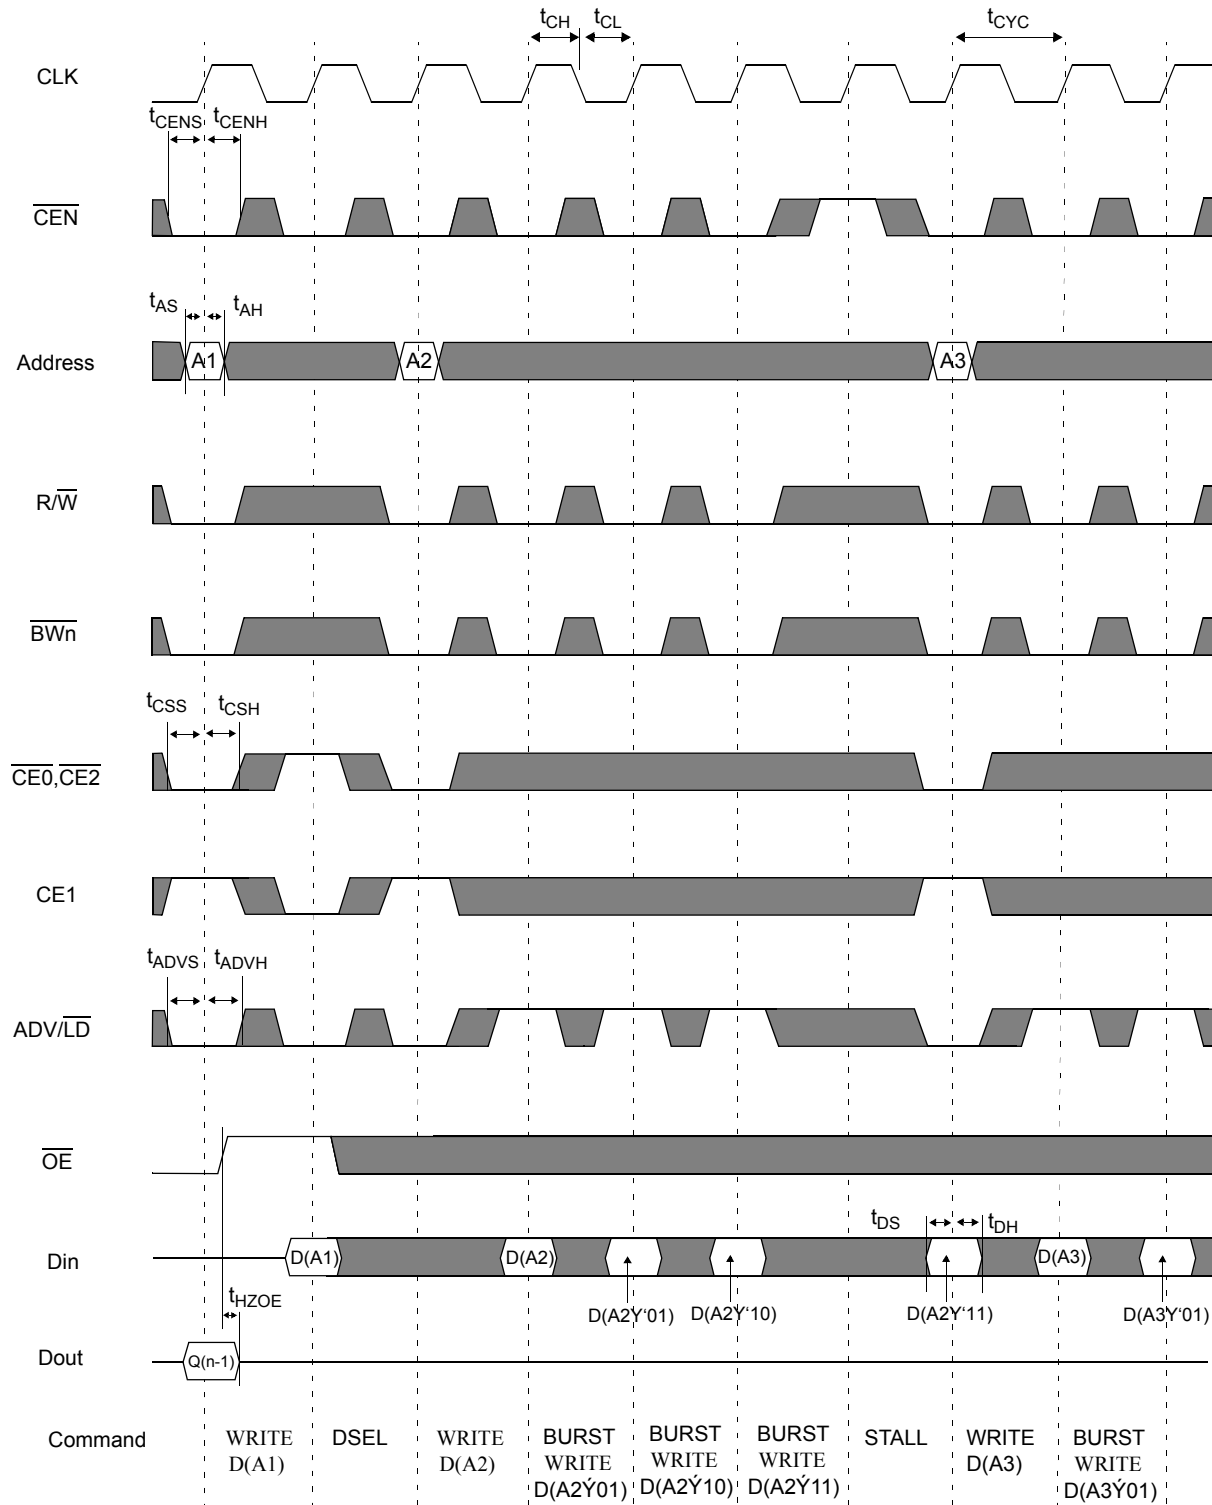 tCH tCL tCYC
CLK
tCENS tCENH
CEN
tAS tAH
Address A1 A2 A3
R/W
BWn
tCSS tCSH
CE0,CE2
CE1
tADVS tADVH
ADV/LD
OE
tDS tDH
Din D(A1) D(A2) D(A3)
tHZOE
D(A2Y‘01) D(A2Y‘10) D(A2Y‘11) D(A3Y‘01)
Dout Q(n-1)
Command
WRITE
D(A1)
DSEL
WRITE
D(A2)
BURST
WRITE
D(A2Ý01)
BURST
WRITE
D(A2Ý10)
BURST
WRITE
D(A2Ý11)
STALL
WRITE
D(A3)
BURST
WRITE
D(A3Ý01)